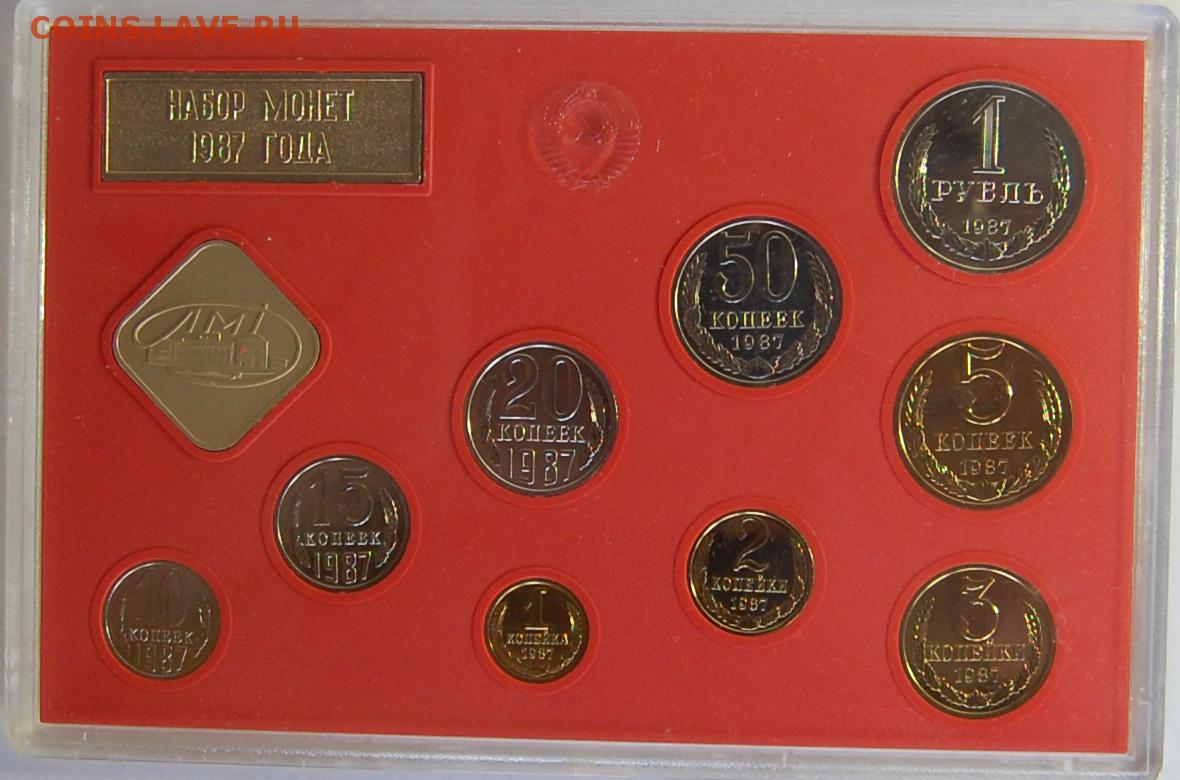 COINS.LAVE.RU
НАБОР МОНЕТ
1987 ГОДА
1
РУБЛЬ
1987
50
КОПЕЕК
1987
ЛМД
20
КОПЕЕК
1987
5
КОПЕЕК
1987
15
КОПЕЕК
1987
2
КОПЕЙКИ
1987
10
КОПЕЕК
1987
1
КОПЕЙКА
1987
3
КОПЕЙКИ
1987